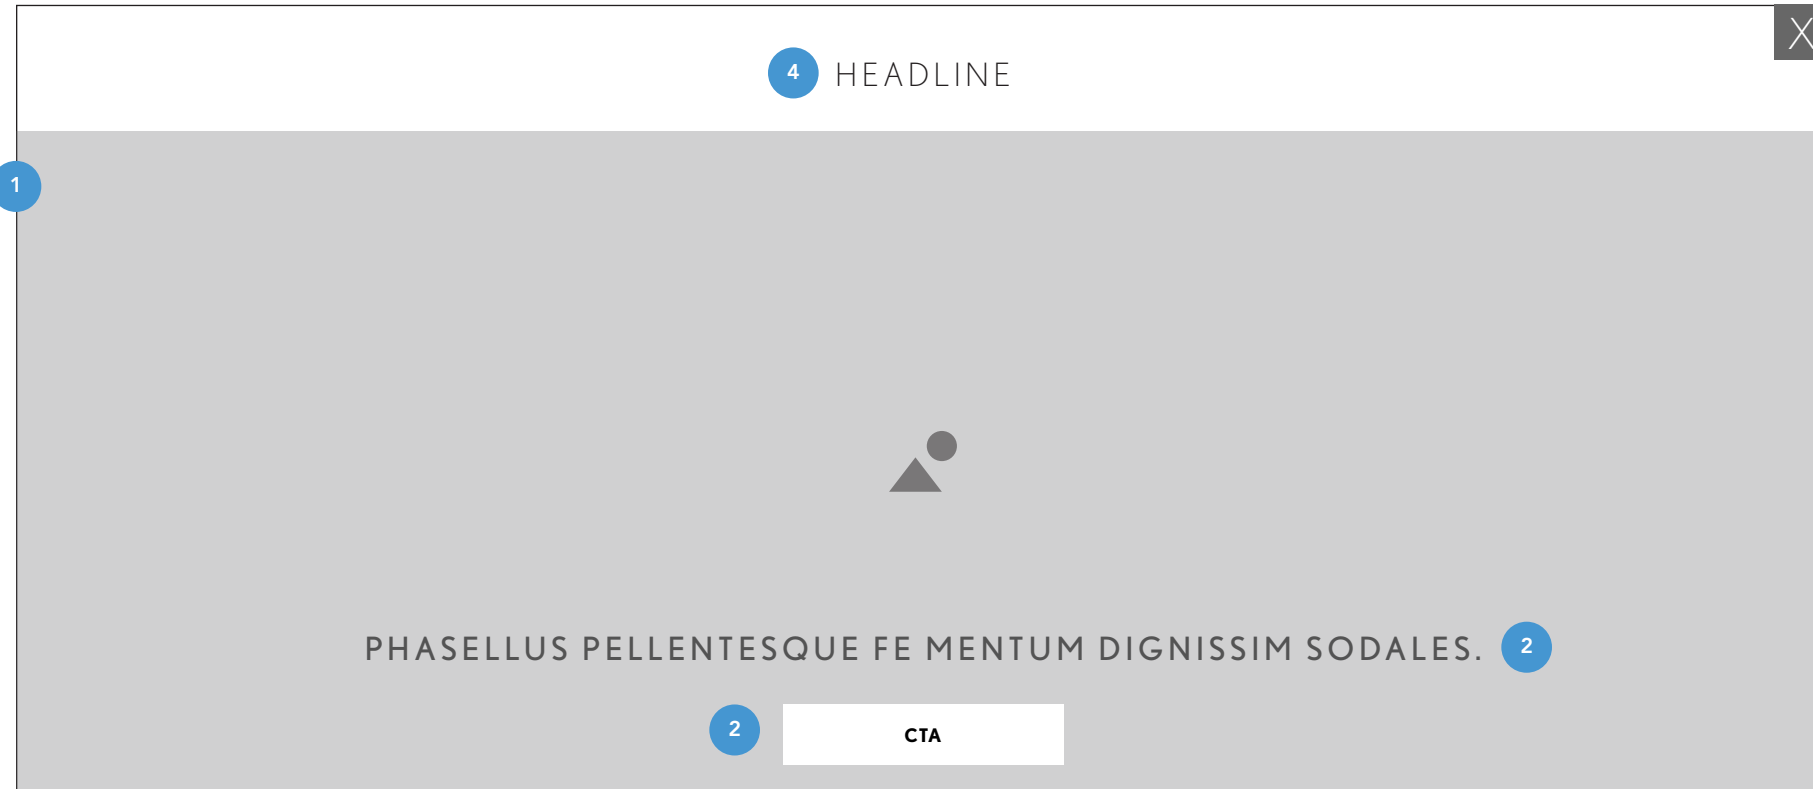 X
4 HEADLINE
1
PHASELLUS PELLENTESQUE FE MENTUM DIGNISSIM SODALES. 2
2 CTA